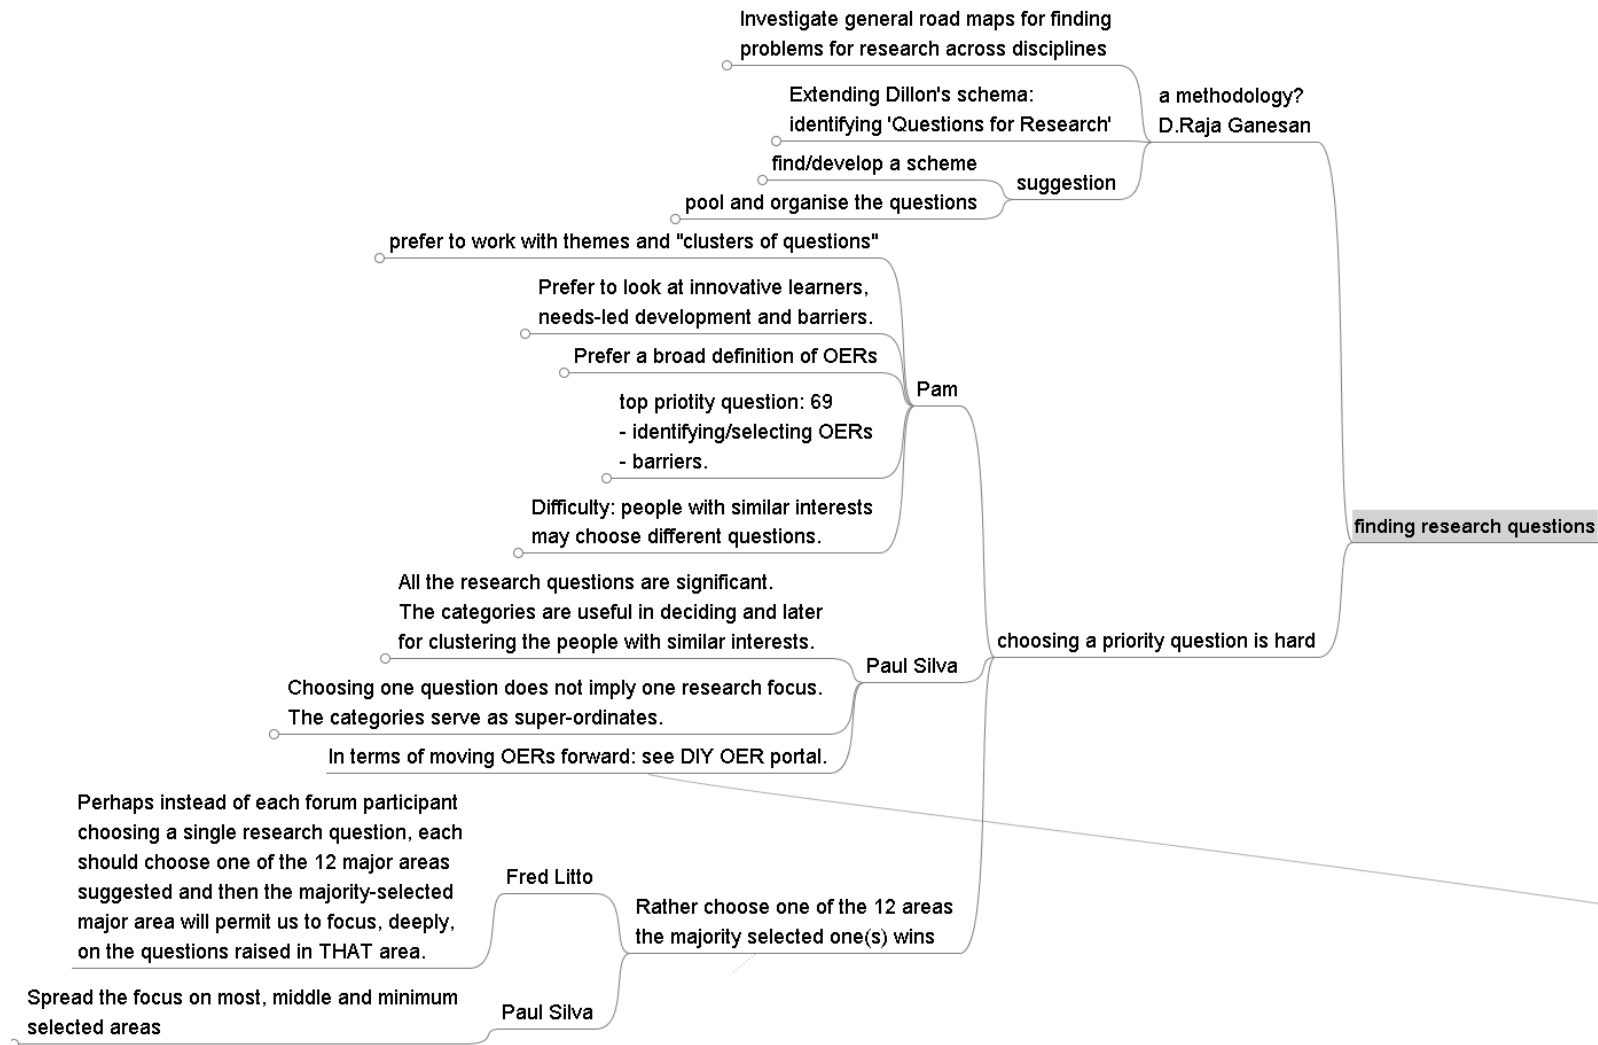 Investigate general road maps for finding
problems for research across disciplines
Extending Dillon's schema:
identifying 'Questions for Research'
a methodology?
D.Raja Ganesan
find/develop a scheme
suggestion
pool and organise the questions
prefer to work with themes and "clusters of questions"
Prefer to look at innovative learners,
needs-led development and barriers.
Prefer a broad definition of OERs
Pam
top priotity question: 69
- identifying/selecting OERs
- barriers.
Difficulty: people with similar interests
may choose different questions.
finding research questions
All the research questions are significant.
The categories are useful in deciding and later
for clustering the people with similar interests.
choosing a priority question is hard
Paul Silva
Choosing one question does not imply one research focus.
The categories serve as super-ordinates.
In terms of moving OERs forward: see DIY OER portal.
Perhaps instead of each forum participant
choosing a single research question, each
should choose one of the 12 major areas
suggested and then the majority-selected
major area will permit us to focus, deeply,
on the questions raised in THAT area.
Fred Litto
Rather choose one of the 12 areas
the majority selected one(s) wins
Spread the focus on most, middle and minimum
selected areas
Paul Silva